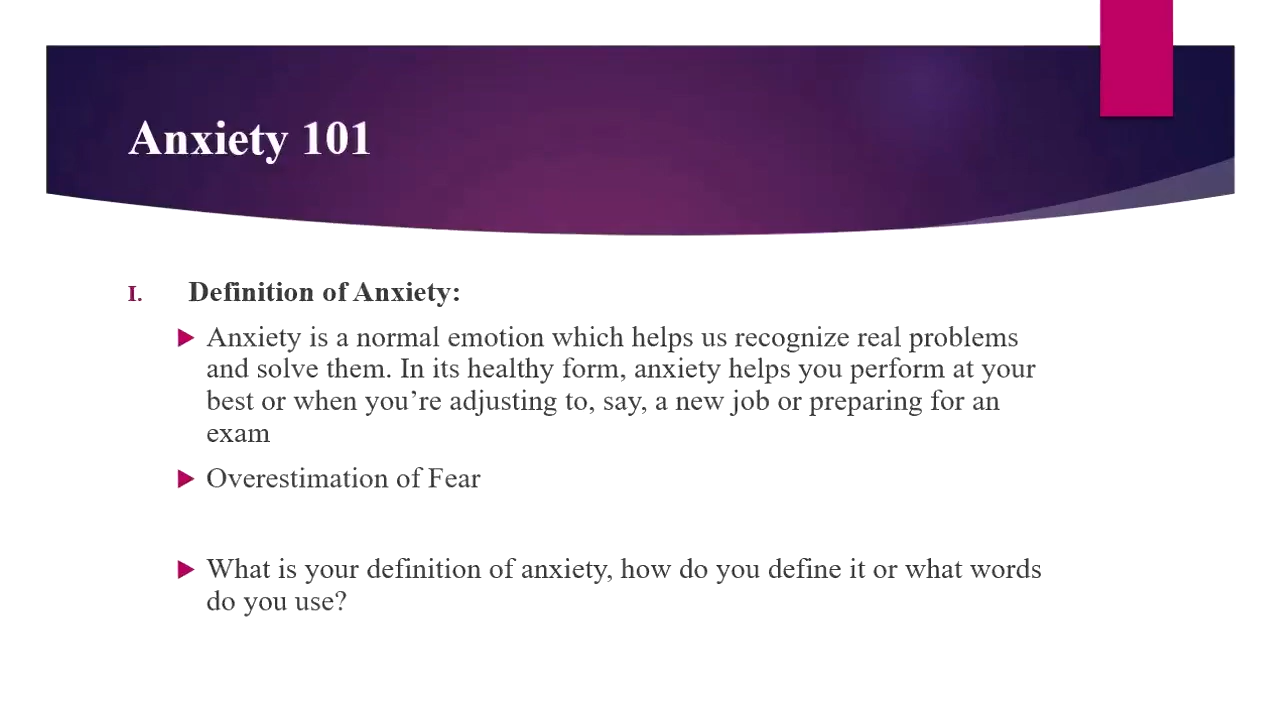 Anxiety 101
I. Definition of Anxiety:
Anxiety is a normal emotion which helps us recognize real problems
and solve them. In its healthy form, anxiety helps you perform at your
best or when you’re adjusting to, say, a new job or preparing for an
exam
Overestimation of Fear
What is your definition of anxiety, how do you define it or what words
do you use?